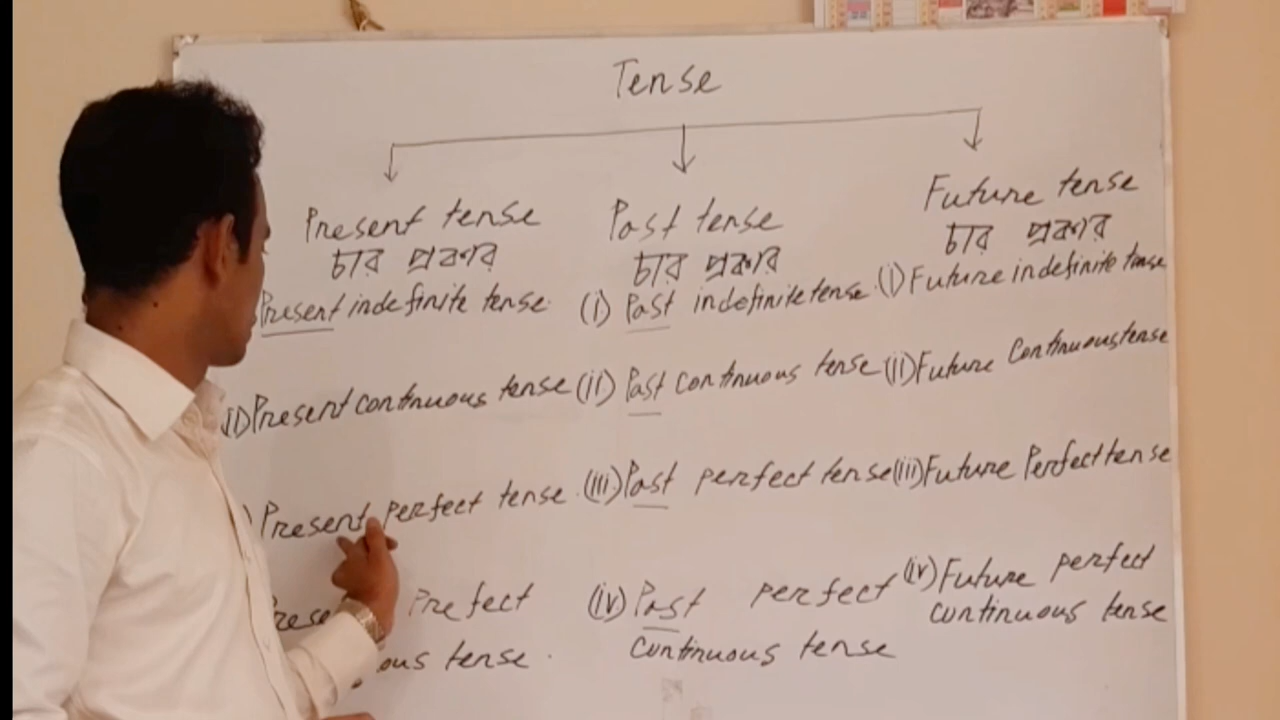 Tense
Present tense
চার প্রকার
Present indefinite tense.
ii) Present continuous tense
) Present perfect tense.
Prefect
tense.
Past tense
চার প্রকার
(i) Past indefinite tense.
(ii) Past continuous tense
(iii) Past perfect tense
(iv) Past perfect
continuous tense
Future tense
চার প্রকার
(i) Future indefinite tense
(ii) Future Continuous tense
(iii) Future Perfect tense
(iv) Future perfect
continuous tense